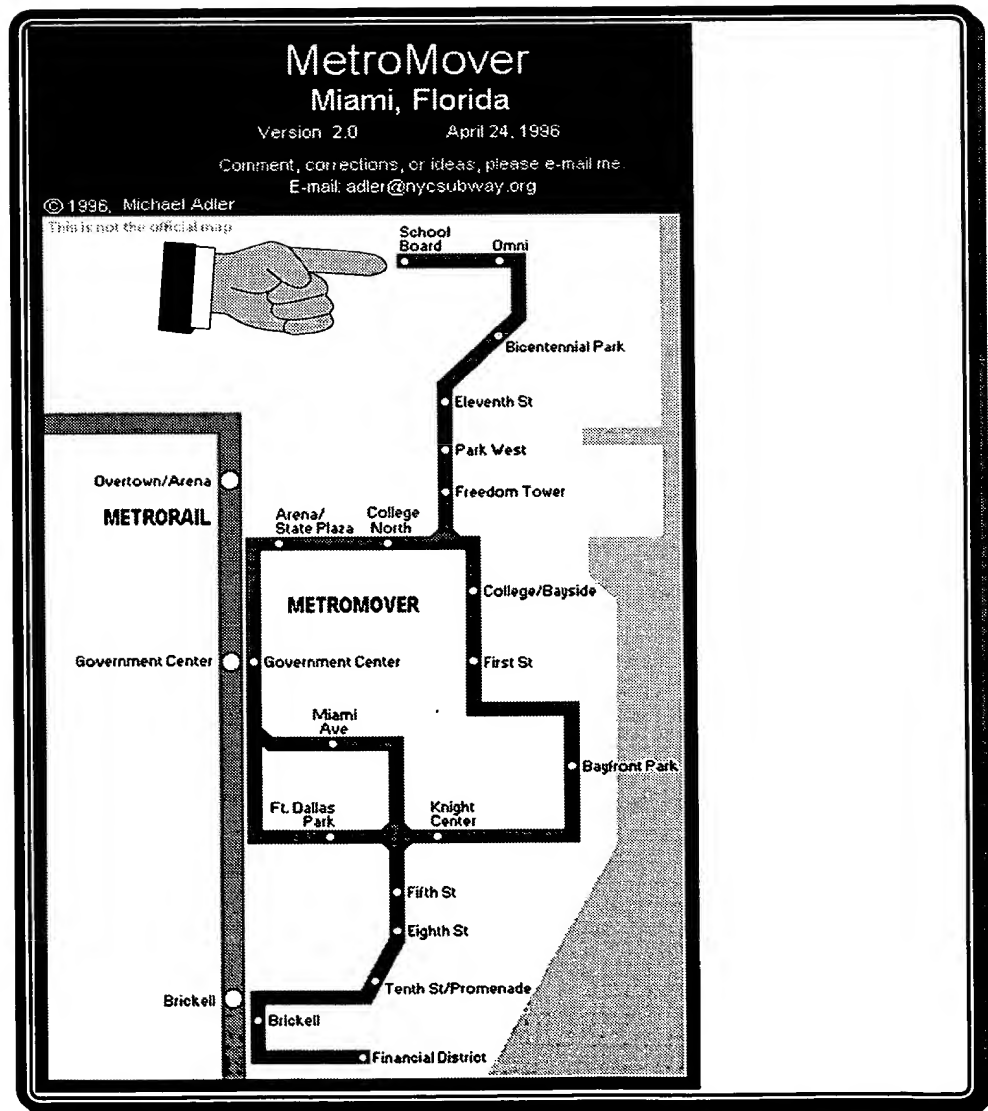 MetroMover
Miami, Florida
Version 2.0 April 24, 1996
Comment, corrections, or ideas, please e-mail me.
E-mail: adler@nycsubway.org
© 1996, Michael Adler
This is not the official map
School
Board
Omni
Bicentennial Park
Eleventh St
Park West
Overtown/Arena
Freedom Tower
METRORAIL
Arena/
State Plaza
College
North
College/Bayside
METROMOVER
Government Center
Government Center
First St
Miami
Ave
Bayfront Park
Ft. Dallas
Park
Knight
Center
Fifth St
Eighth St
Tenth St/Promenade
Brickell
Brickell
Financial District